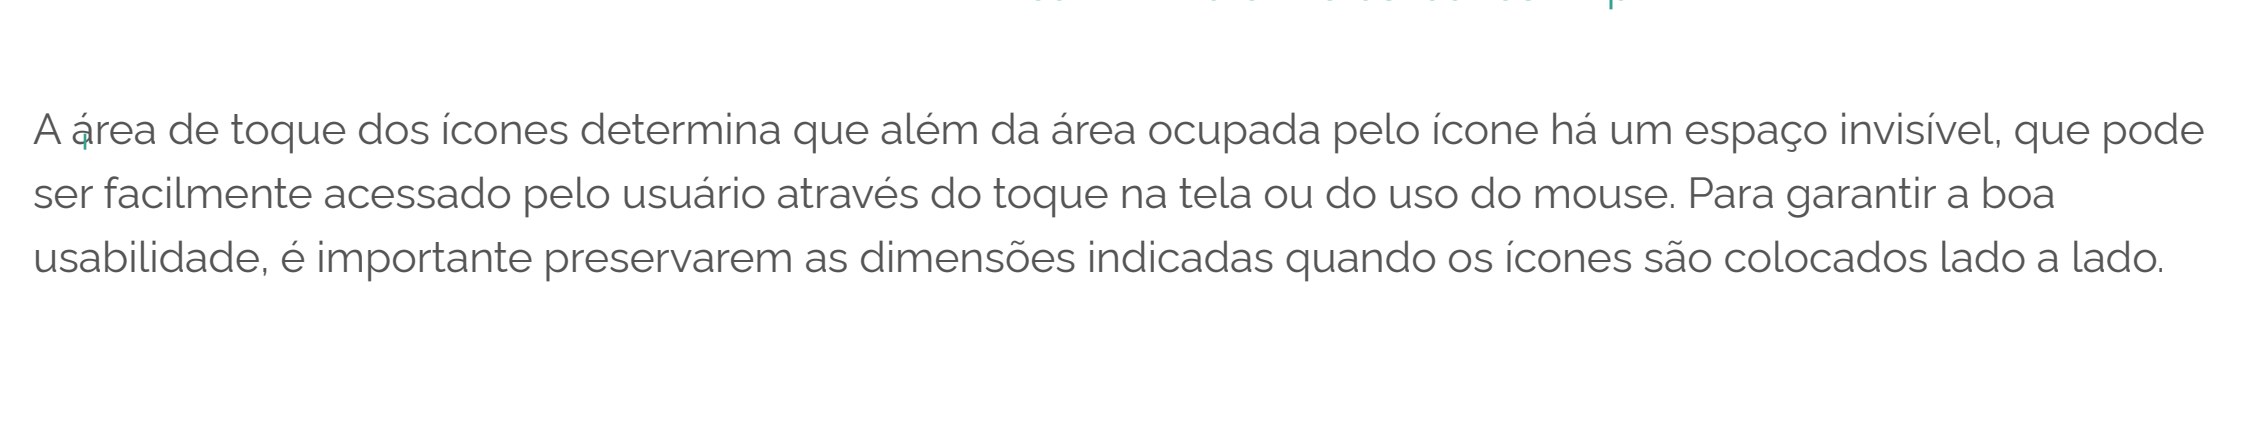 A área de toque dos ícones determina que além da área ocupada pelo ícone há um espaço invisível, que pode
ser facilmente acessado pelo usuário através do toque na tela ou do uso do mouse. Para garantir a boa
usabilidade, é importante preservarem as dimensões indicadas quando os ícones são colocados lado a lado.